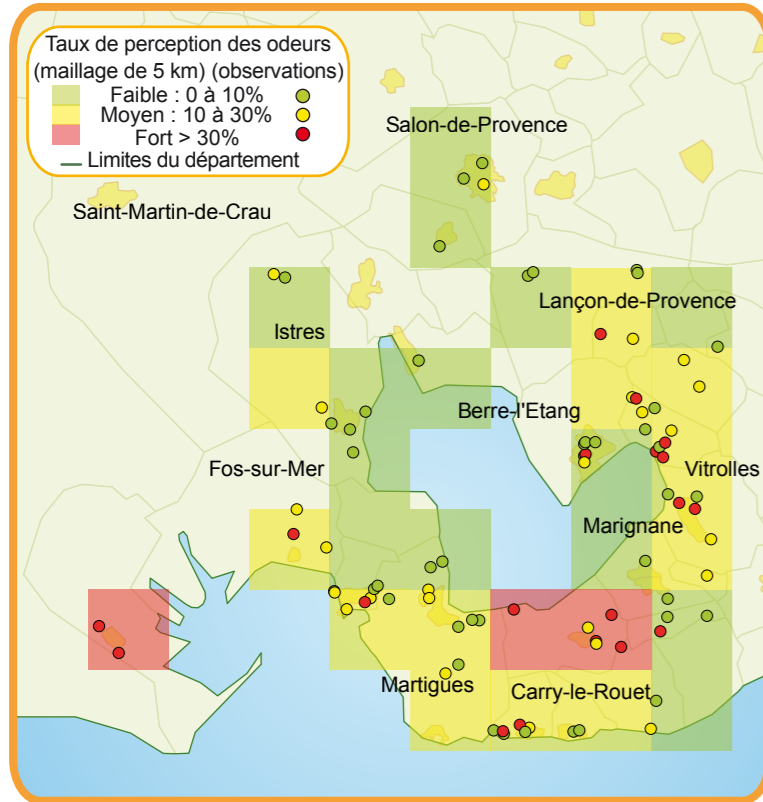 Taux de perception des odeurs
(maillage de 5 km) (observations)
Faible : 0 à 10%
Moyen : 10 à 30%
Fort > 30%
Limites du département
Salon-de-Provence
Saint-Martin-de-Crau
Lançon-de-Provence
Istres
Berre-l'Etang
Fos-sur-Mer
Vitrolles
Marignane
Martigues
Carry-le-Rouet